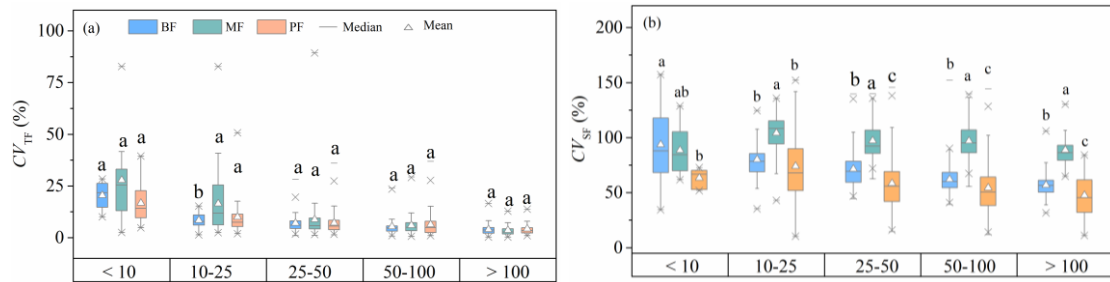 (a) BF MF PF Median Mean
CV_TF (%)
100
75
50
25
0
a a a
b a a
a a a
a a a
a a a
< 10 10-25 25-50 50-100 > 100
(b)
CV_SF (%)
200
150
100
50
0
a ab b
b a b
b a c
b a c
b a c
< 10 10-25 25-50 50-100 > 100